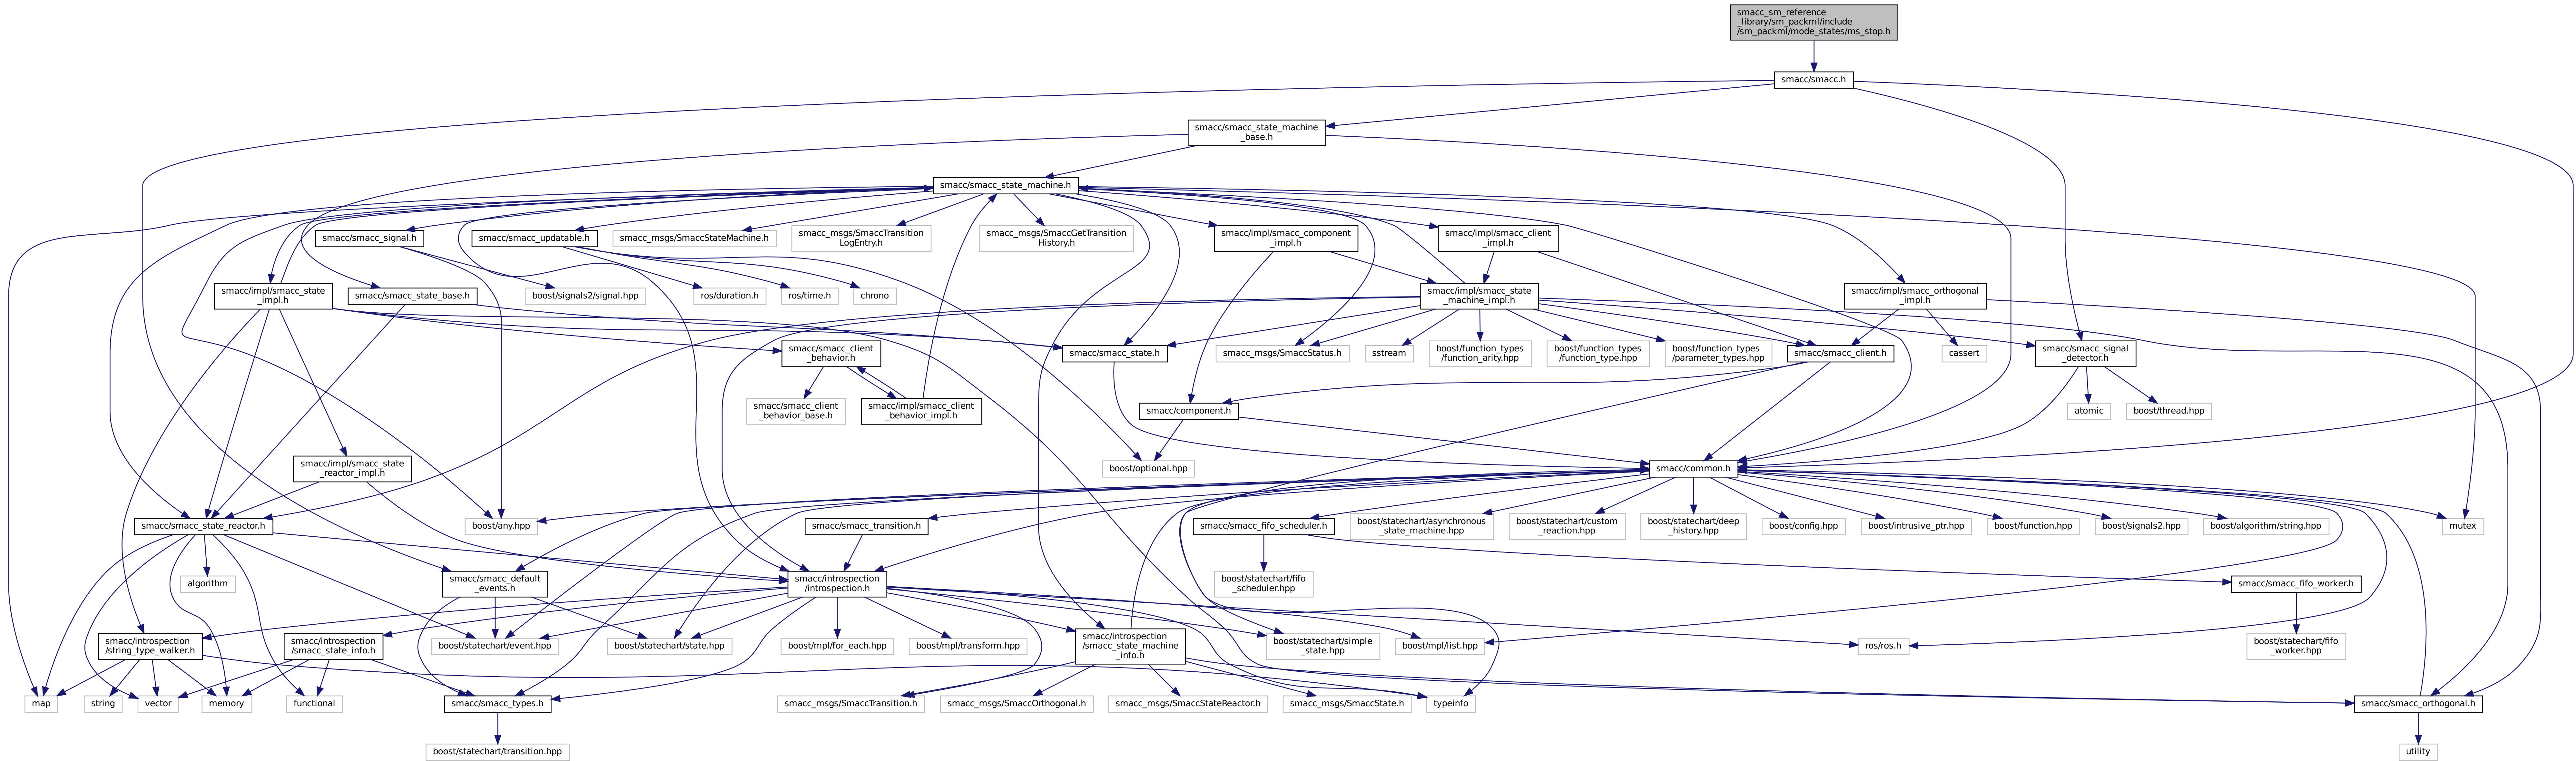 smacc_sm_reference
_library/sm_packml/include
/sm_packml/mode_states/ms_stop.h
smacc/smacc.h
smacc/smacc_state_machine
_base.h
smacc/smacc_state_machine.h
smacc/smacc_signal.h
smacc/smacc_updatable.h
smacc_msgs/SmaccStateMachine.h
smacc_msgs/SmaccTransition
LogEntry.h
smacc_msgs/SmaccGetTransition
History.h
smacc/impl/smacc_component
_impl.h
smacc/impl/smacc_client
_impl.h
smacc/impl/smacc_state
_impl.h
smacc/smacc_state_base.h
boost/signals2/signal.hpp
ros/duration.h
ros/time.h
chrono
smacc/impl/smacc_state
_machine_impl.h
smacc/impl/smacc_orthogonal
_impl.h
smacc/smacc_client
_behavior.h
smacc/smacc_state.h
smacc_msgs/SmaccStatus.h
sstream
boost/function_types
/function_arity.hpp
boost/function_types
/function_type.hpp
boost/function_types
/parameter_types.hpp
smacc/smacc_client.h
cassert
smacc/smacc_signal
_detector.h
smacc/smacc_client
_behavior_base.h
smacc/impl/smacc_client
_behavior_impl.h
smacc/component.h
atomic
boost/thread.hpp
smacc/impl/smacc_state
_reactor_impl.h
boost/optional.hpp
smacc/common.h
smacc/smacc_state_reactor.h
boost/any.hpp
smacc/smacc_transition.h
smacc/smacc_fifo_scheduler.h
boost/statechart/asynchronous
_state_machine.hpp
boost/statechart/custom
_reaction.hpp
boost/statechart/deep
_history.hpp
boost/config.hpp
boost/intrusive_ptr.hpp
boost/function.hpp
boost/signals2.hpp
boost/algorithm/string.hpp
mutex
algorithm
smacc/smacc_default
_events.h
smacc/introspection
/introspection.h
boost/statechart/fifo
_scheduler.hpp
smacc/smacc_fifo_worker.h
smacc/introspection
/string_type_walker.h
smacc/introspection
/smacc_state_info.h
boost/statechart/event.hpp
boost/statechart/state.hpp
boost/mpl/for_each.hpp
boost/mpl/transform.hpp
smacc/introspection
/smacc_state_machine
_info.h
boost/statechart/simple
_state.hpp
boost/mpl/list.hpp
ros/ros.h
boost/statechart/fifo
_worker.hpp
map
string
vector
memory
functional
smacc/smacc_types.h
smacc_msgs/SmaccTransition.h
smacc_msgs/SmaccOrthogonal.h
smacc_msgs/SmaccStateReactor.h
smacc_msgs/SmaccState.h
typeinfo
smacc/smacc_orthogonal.h
boost/statechart/transition.hpp
utility